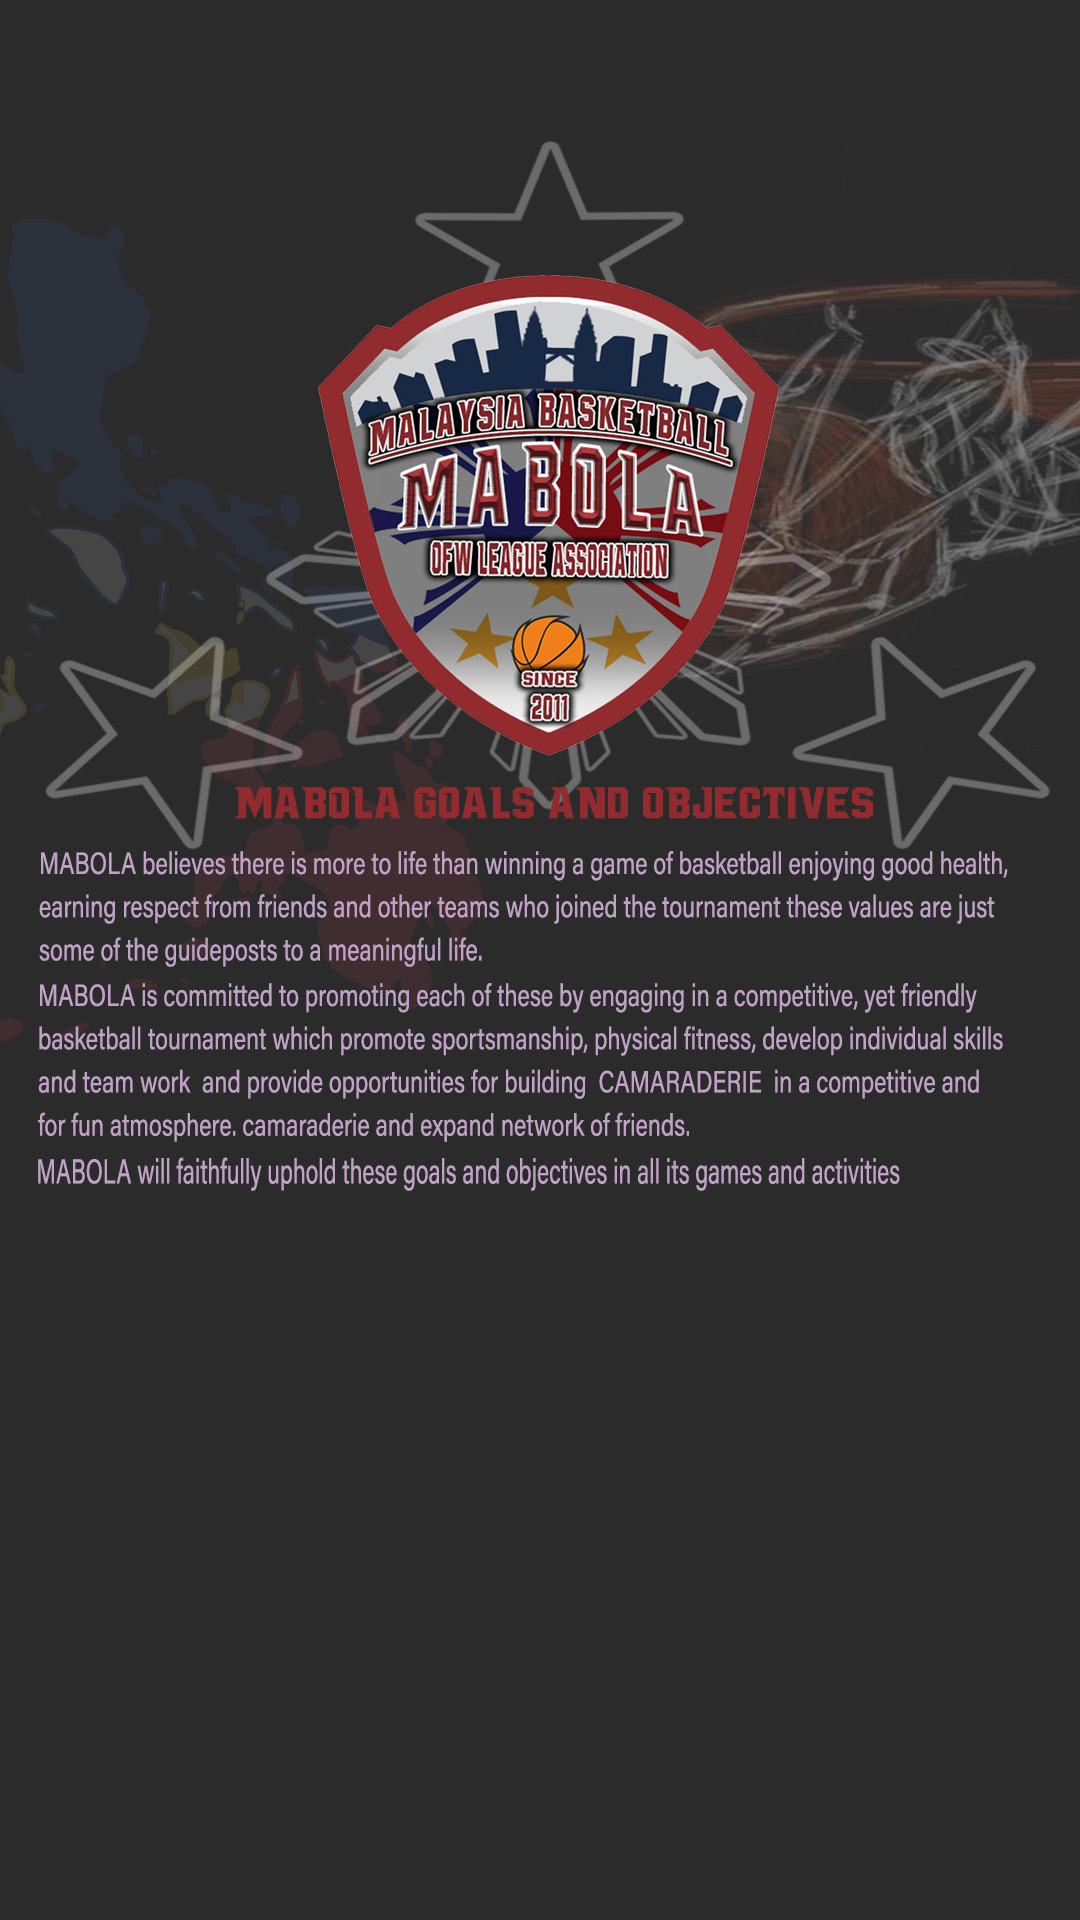 MALAYSIA BASKETBALL
MABOLA
OFW LEAGUE ASSOCIATION
SINCE
2011
MABOLA GOALS AND OBJECTIVES
MABOLA believes there is more to life than winning a game of basketball enjoying good health,
earning respect from friends and other teams who joined the tournament these values are just
some of the guideposts to a meaningful life.
MABOLA is committed to promoting each of these by engaging in a competitive, yet friendly
basketball tournament which promote sportsmanship, physical fitness, develop individual skills
and team work  and provide opportunities for building  CAMARADERIE  in a competitive and
for fun atmosphere. camaraderie and expand network of friends.
MABOLA will faithfully uphold these goals and objectives in all its games and activities